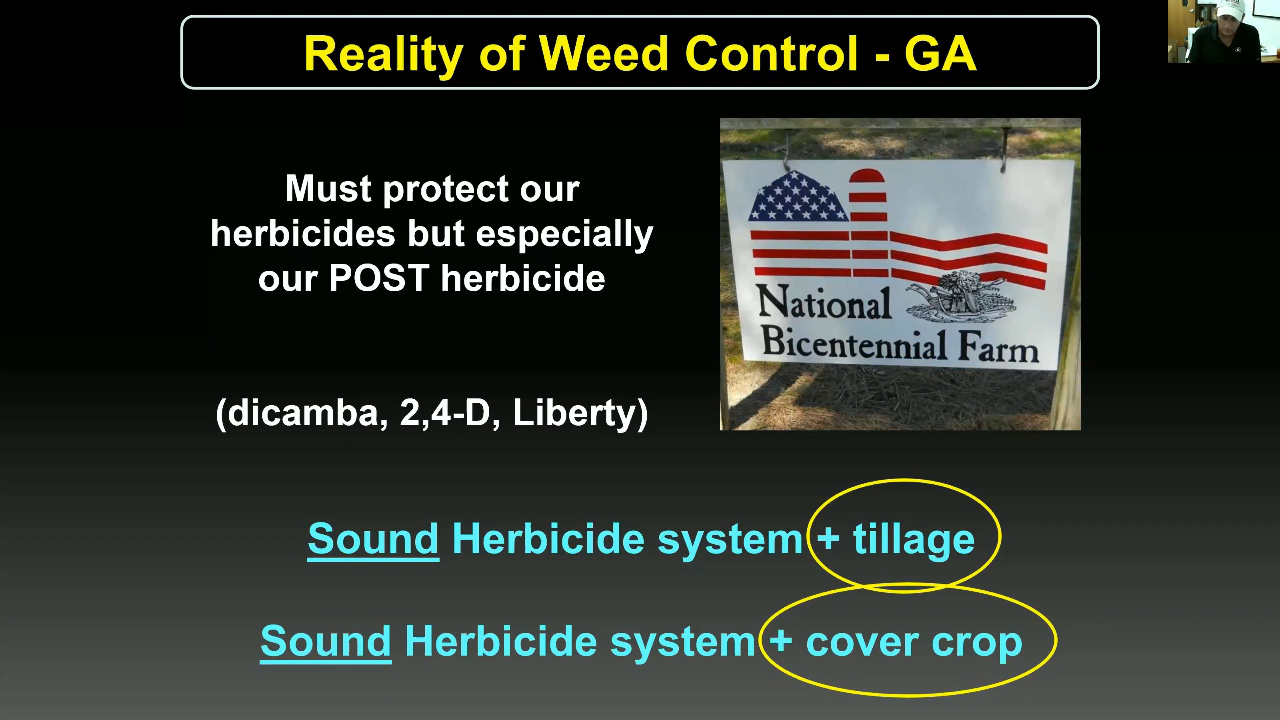 Reality of Weed Control - GA
Must protect our
herbicides but especially
our POST herbicide
(dicamba, 2,4-D, Liberty)
National
Bicentennial Farm
Sound Herbicide system + tillage
Sound Herbicide system + cover crop